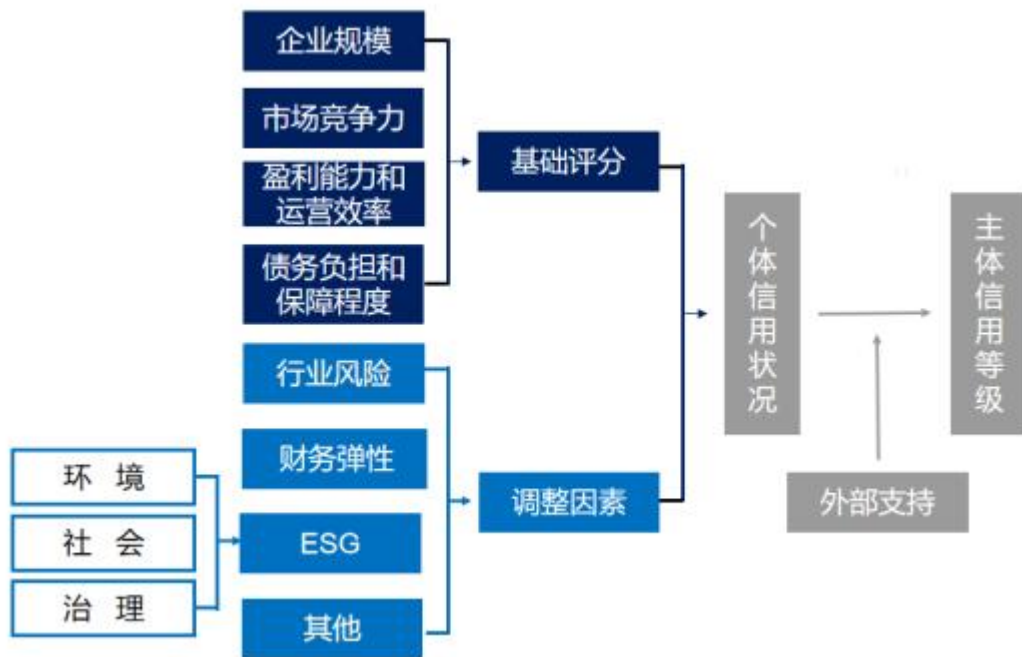 企业规模
市场竞争力
盈利能力和
运营效率
债务负担和
保障程度
基础评分
行业风险
财务弹性
ESG
其他
环 境
社 会
治 理
调整因素
个体信用状况
外部支持
主体信用等级